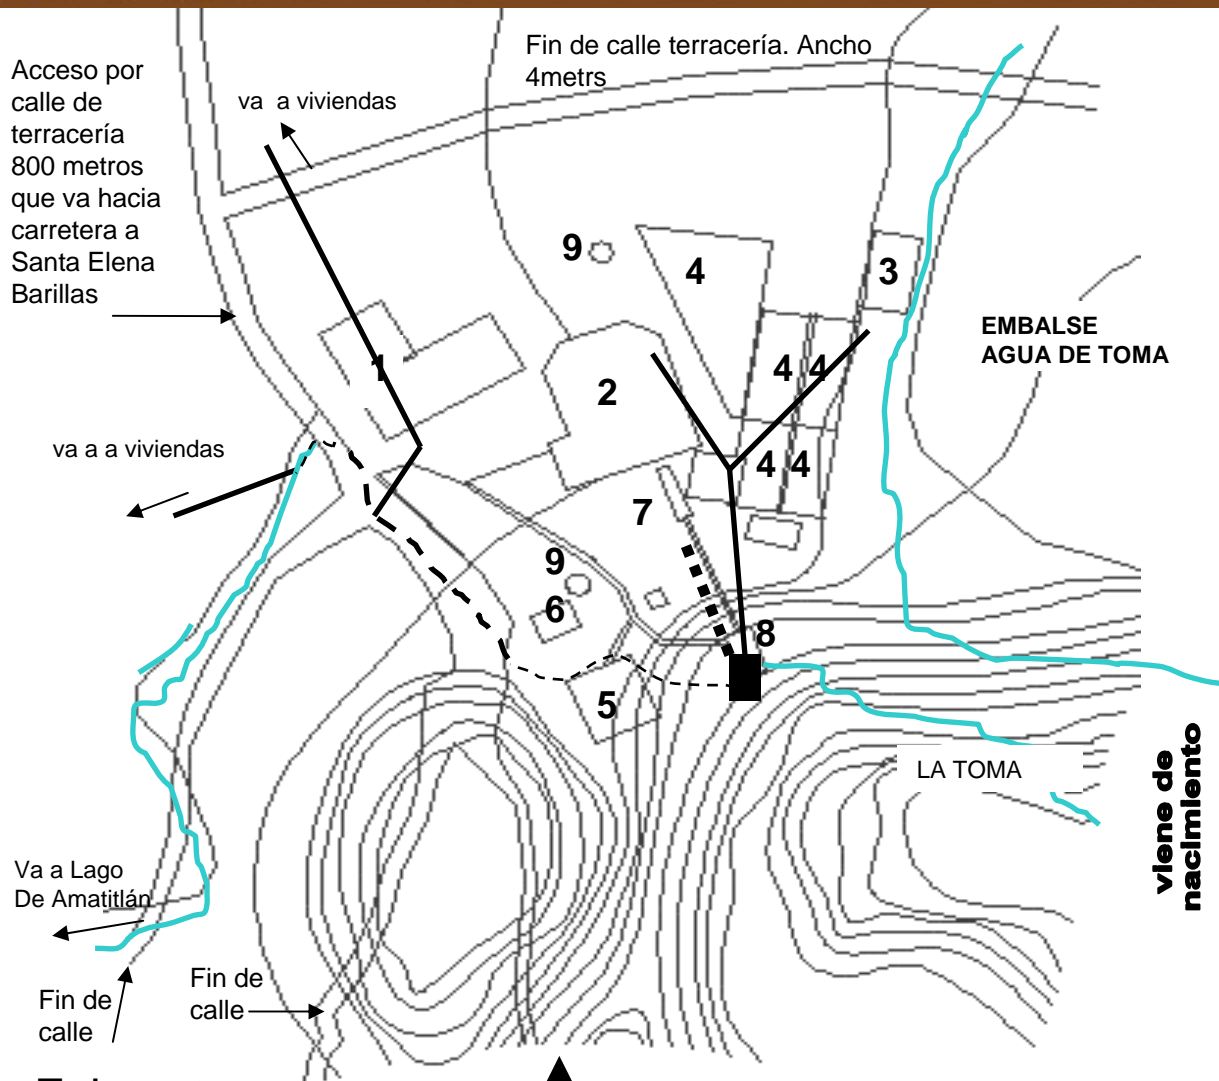 Fin de calle terracería. Ancho
4metrs
Acceso por
calle de
terracería
800 metros
que va hacia
carretera a
Santa Elena
Barillas
va a viviendas
9
4
3
EMBALSE
AGUA DE TOMA
1
2
4
4
va a a viviendas
4
4
7
9
6
8
5
LA TOMA
viene de
nacimiento
Va a Lago
De Amatitlán
Fin de
calle
Fin de
calle